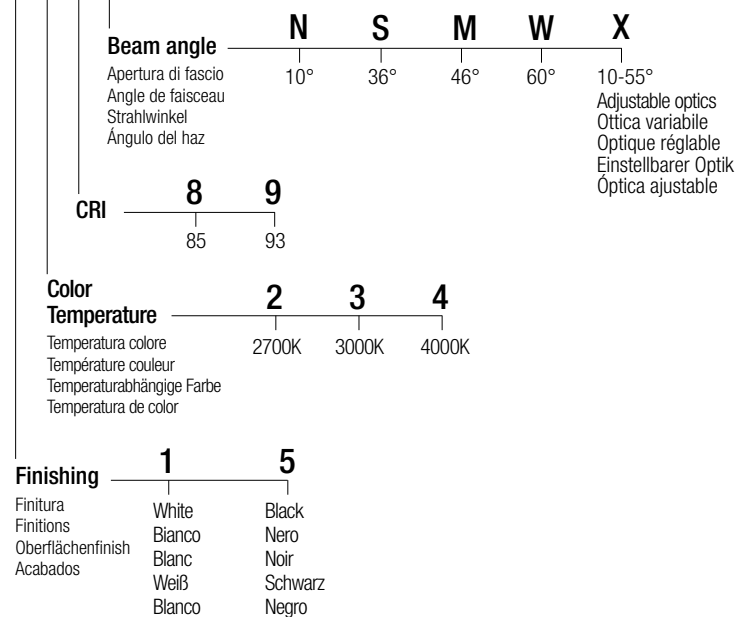 N S M W X
Beam angle
Apertura di fascio
Angle de faisceau
Strahlwinkel
Ángulo del haz
10° 36° 46° 60° 10-55°
Adjustable optics
Ottica variabile
Optique réglable
Einstellbarer Optik
Óptica ajustable
8 9
CRI
85 93
Color
Temperature
2 3 4
Temperatura colore
Température couleur
Temperaturabhängige Farbe
Temperatura de color
2700K 3000K 4000K
1 5
Finishing
Finitura
Finitions
Oberflächenfinish
Acabados
White
Bianco
Blanc
Weiß
Blanco
Black
Nero
Noir
Schwarz
Negro